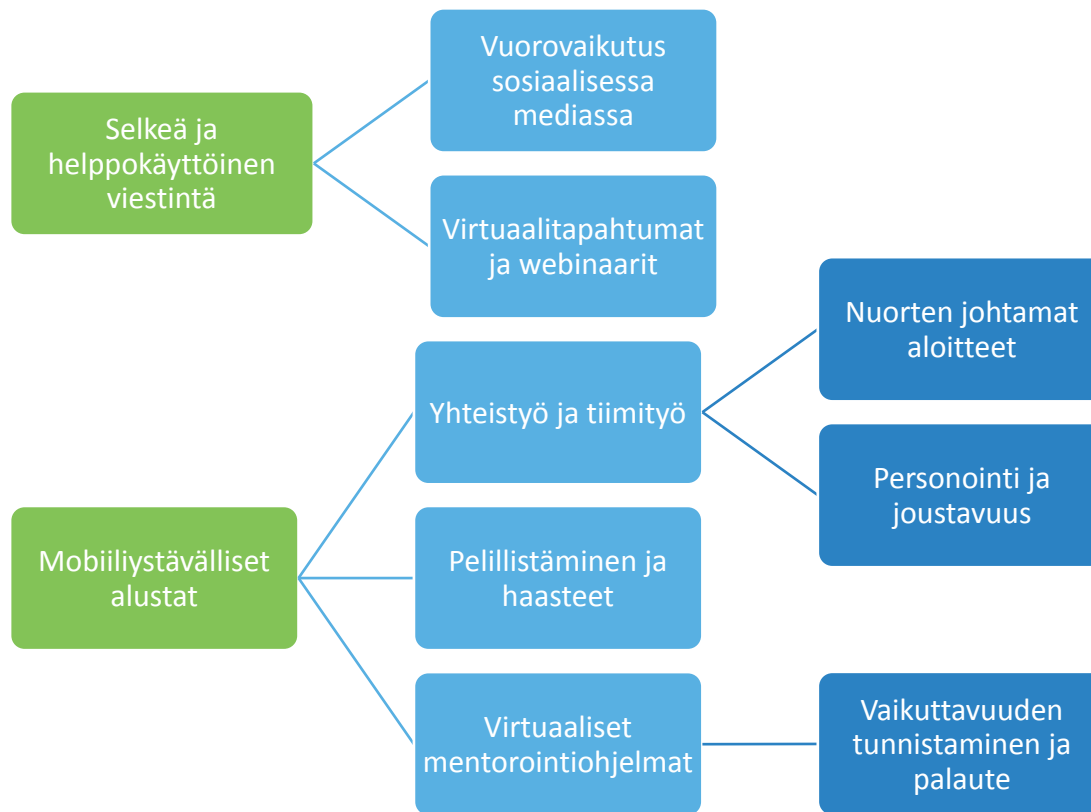 Selkeä ja
helppokäyttöinen
viestintä
Vuorovaikutus
sosiaalisessa
mediassa
Virtuaalitapahtumat
ja webinaarit
Mobiiliystävälliset
alustat
Yhteistyö ja tiimityö
Nuorten johtamat
aloitteet
Personointi ja
joustavuus
Pelillistäminen ja
haasteet
Virtuaaliset
mentorointiohjelmat
Vaikuttavuuden
tunnistaminen ja
palaute